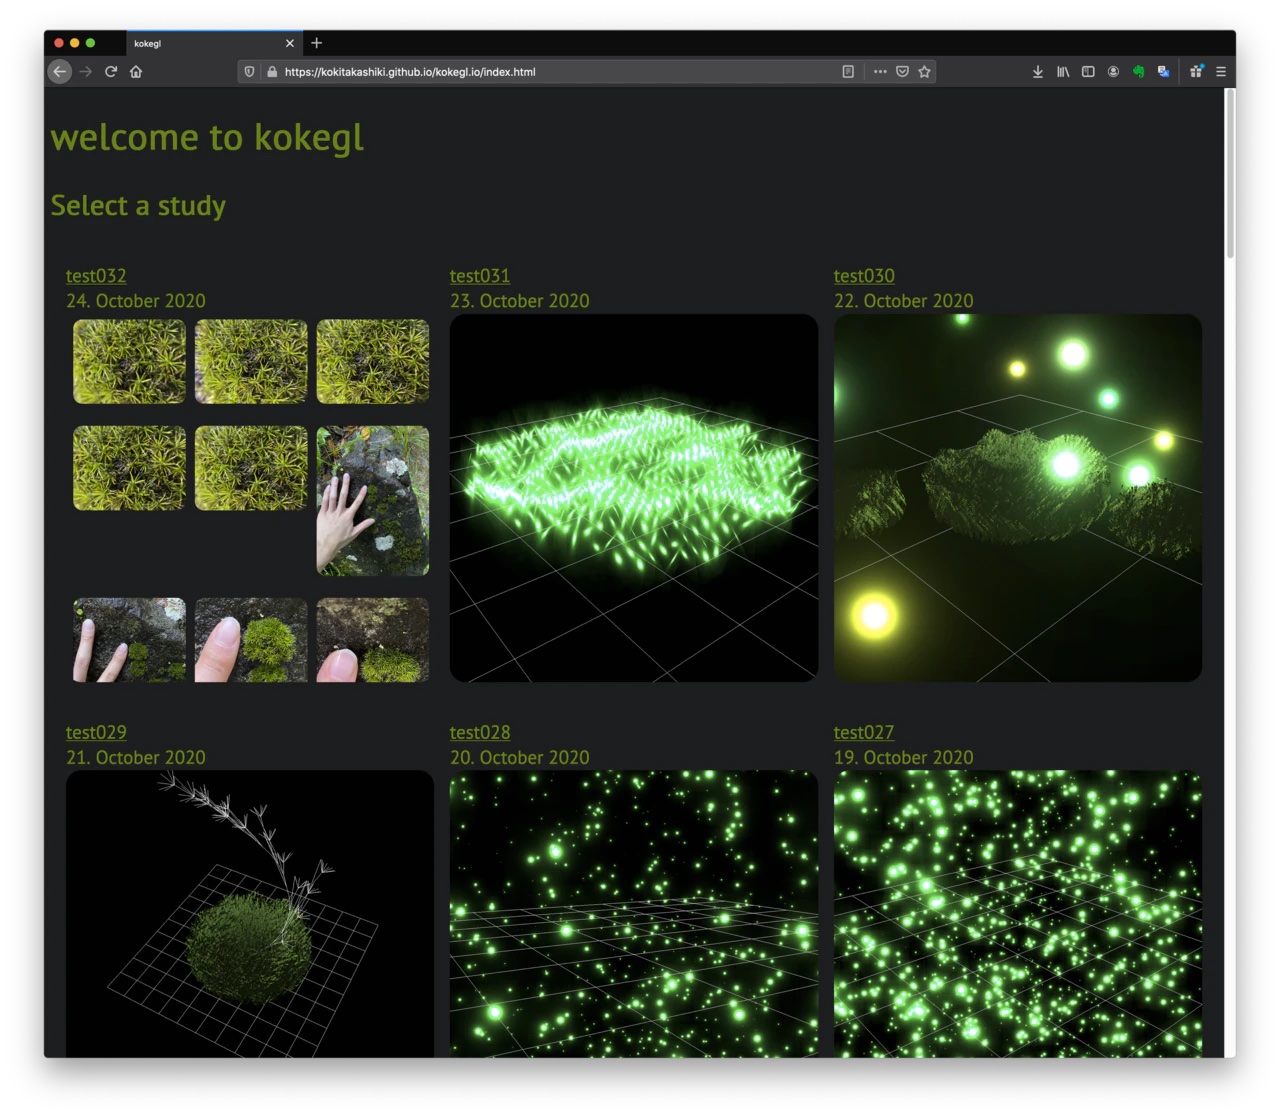 kokegl
https://kokitakashiki.github.io/kokegl.io/index.html
welcome to kokegl
Select a study
test032
24. October 2020
test031
23. October 2020
test030
22. October 2020
test029
21. October 2020
test028
20. October 2020
test027
19. October 2020